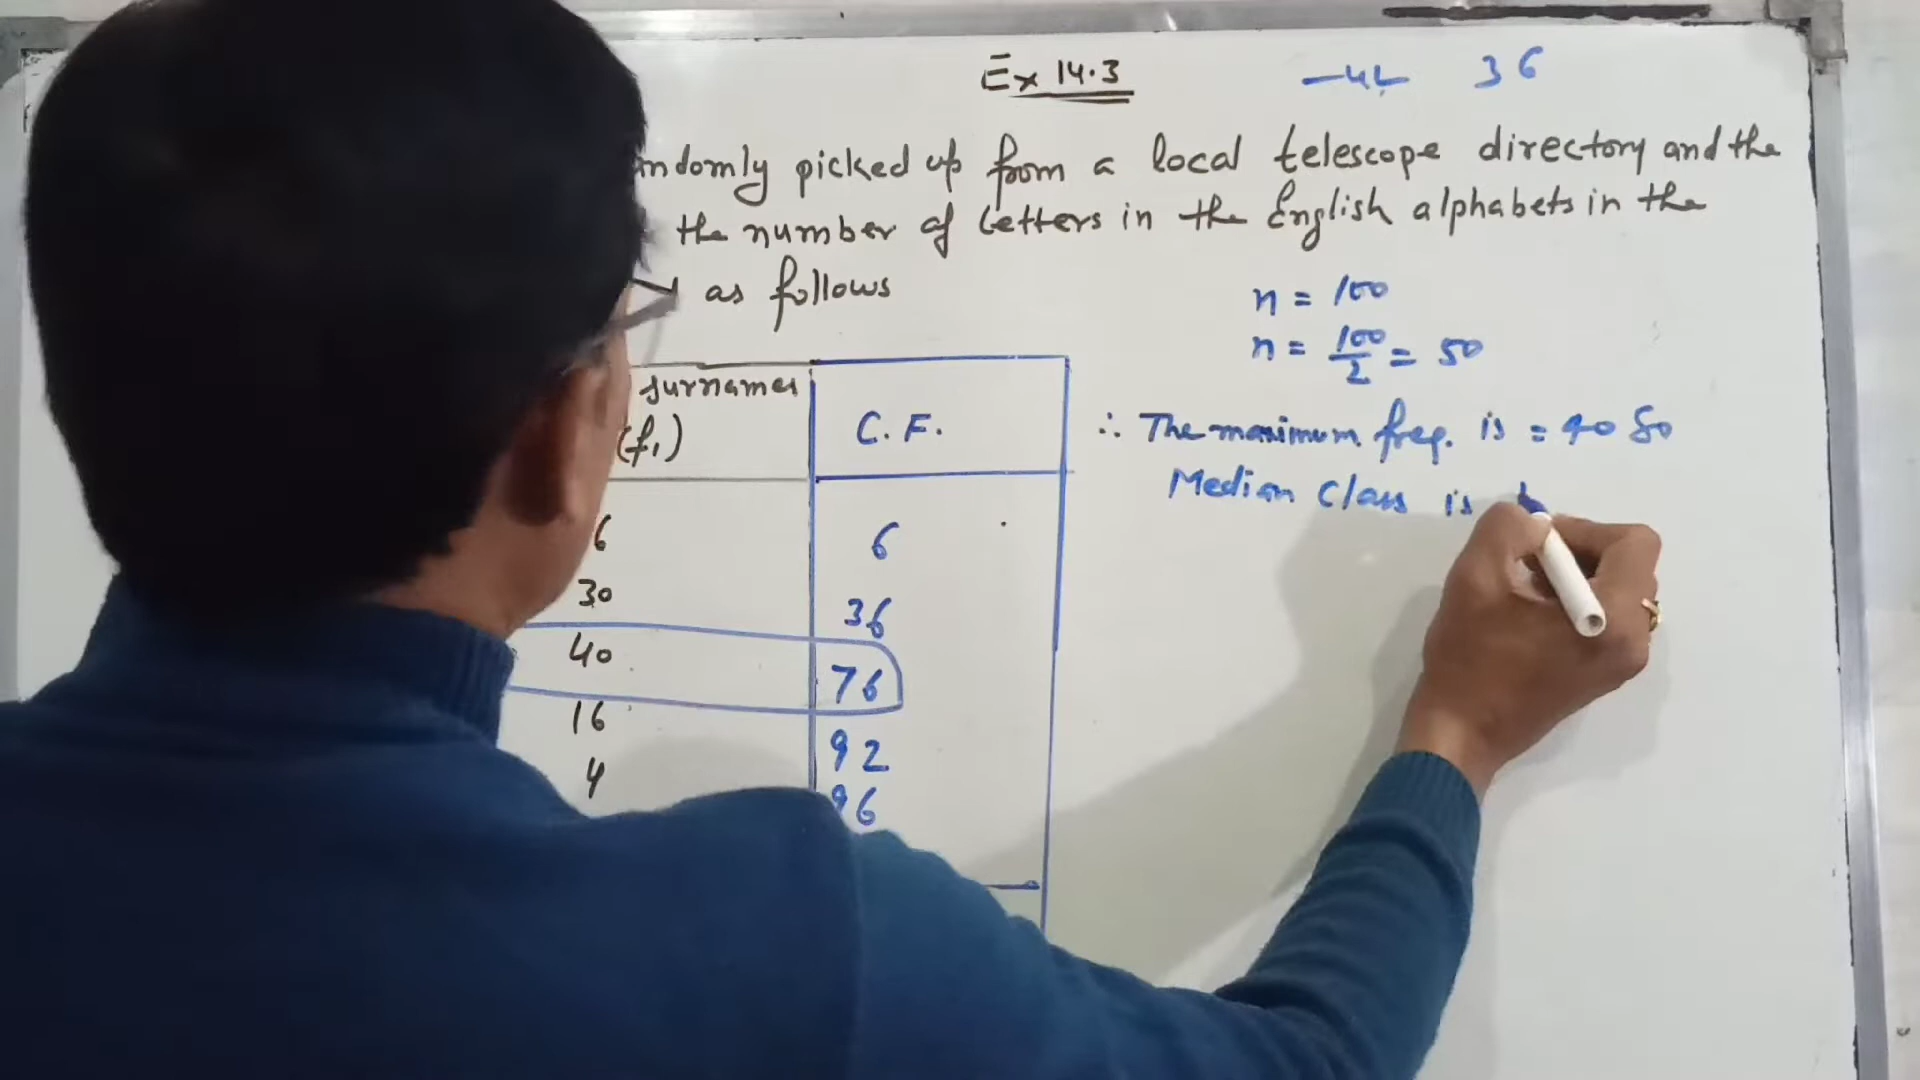 Ex 14.3
36
ndomly picked up from a local telescope directory and the
the number of letters in the English alphabets in the
as follows
n = 100
n = 100/2 = 50
surnames
(f₁)
C. F.
∴ The maximum freq. is = 40 50
Median Class is
6 6
30 36
40 76
16 92
4 96